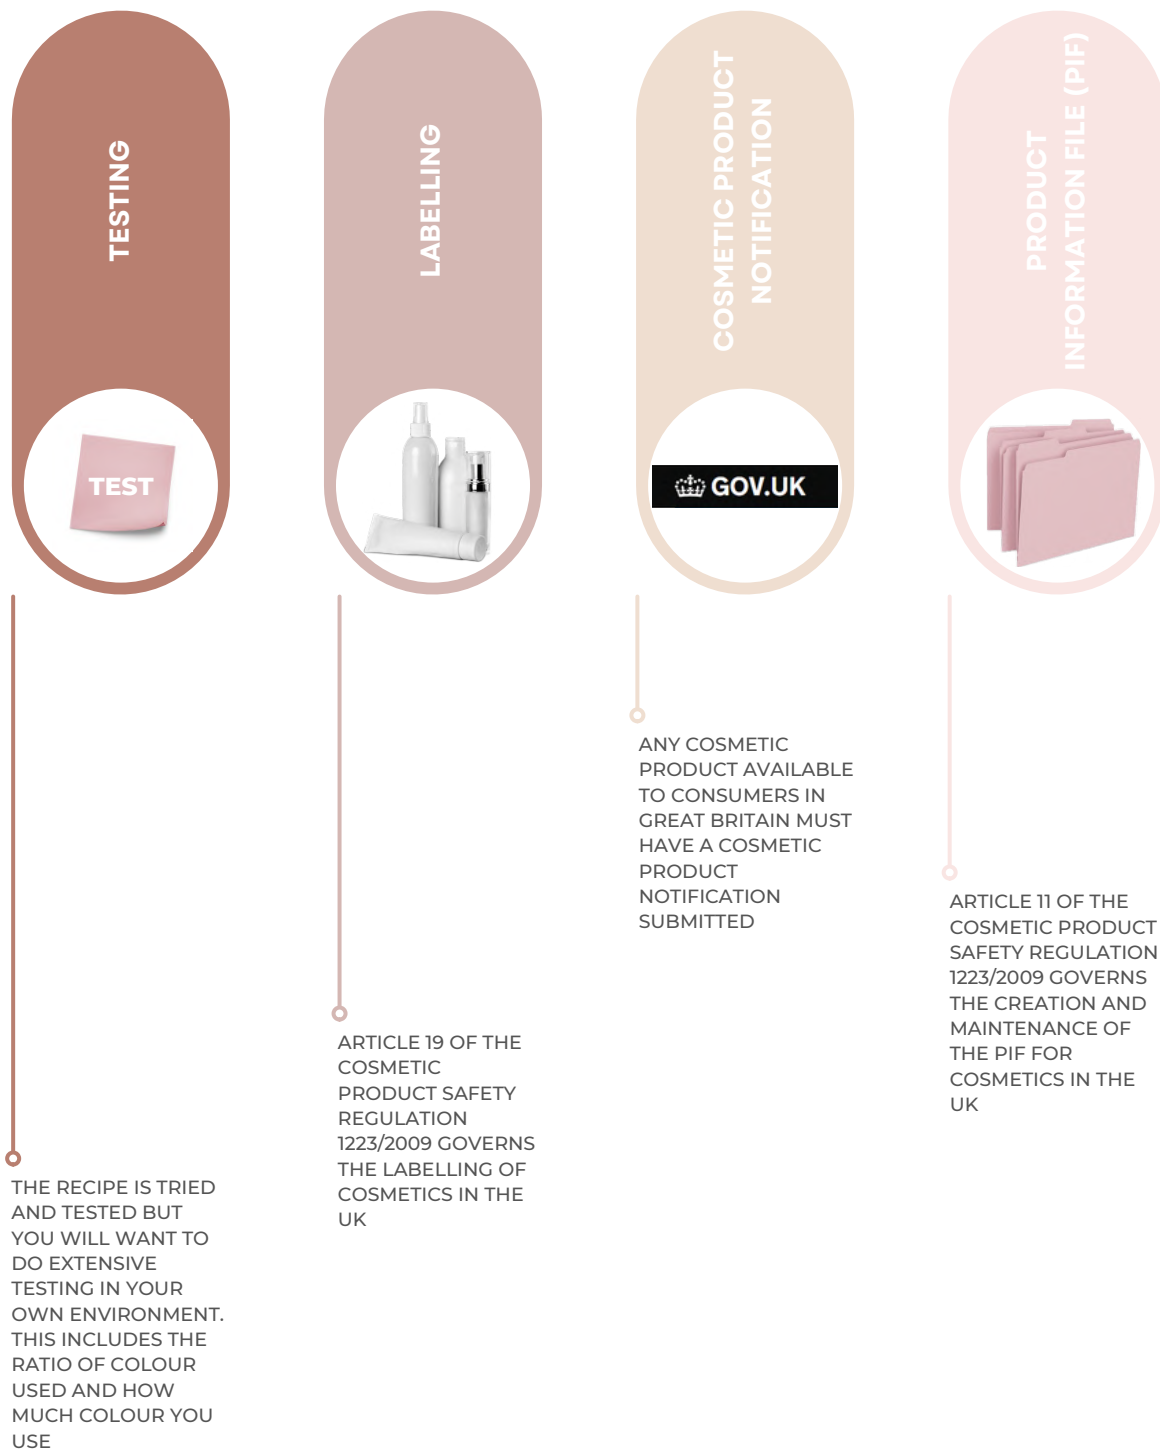 TESTING
TEST
THE RECIPE IS TRIED
AND TESTED BUT
YOU WILL WANT TO
DO EXTENSIVE
TESTING IN YOUR
OWN ENVIRONMENT.
THIS INCLUDES THE
RATIO OF COLOUR
USED AND HOW
MUCH COLOUR YOU
USE
LABELLING
ARTICLE 19 OF THE
COSMETIC
PRODUCT SAFETY
REGULATION
1223/2009 GOVERNS
THE LABELLING OF
COSMETICS IN THE
UK
COSMETIC PRODUCT
NOTIFICATION
GOV.UK
ANY COSMETIC
PRODUCT AVAILABLE
TO CONSUMERS IN
GREAT BRITAIN MUST
HAVE A COSMETIC
PRODUCT
NOTIFICATION
SUBMITTED
PRODUCT
INFORMATION FILE (PIF)
ARTICLE 11 OF THE
COSMETIC PRODUCT
SAFETY REGULATION
1223/2009 GOVERNS
THE CREATION AND
MAINTENANCE OF
THE PIF FOR
COSMETICS IN THE
UK